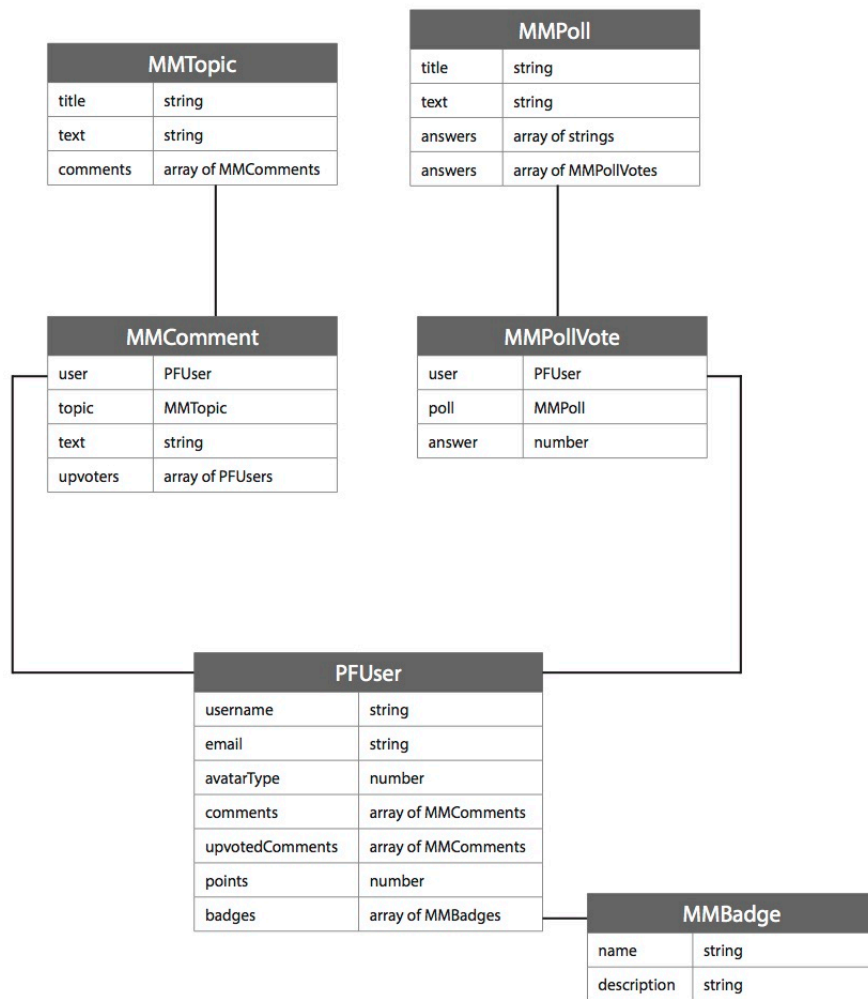 MMTopic
title string
text string
comments array of MMComments
MMPoll
title string
text string
answers array of strings
answers array of MMPollVotes
MMComment
user PFUser
topic MMTopic
text string
upvoters array of PFUsers
MMPollVote
user PFUser
poll MMPoll
answer number
PFUser
username string
email string
avatarType number
comments array of MMComments
upvotedComments array of MMComments
points number
badges array of MMBadges
MMBadge
name string
description string